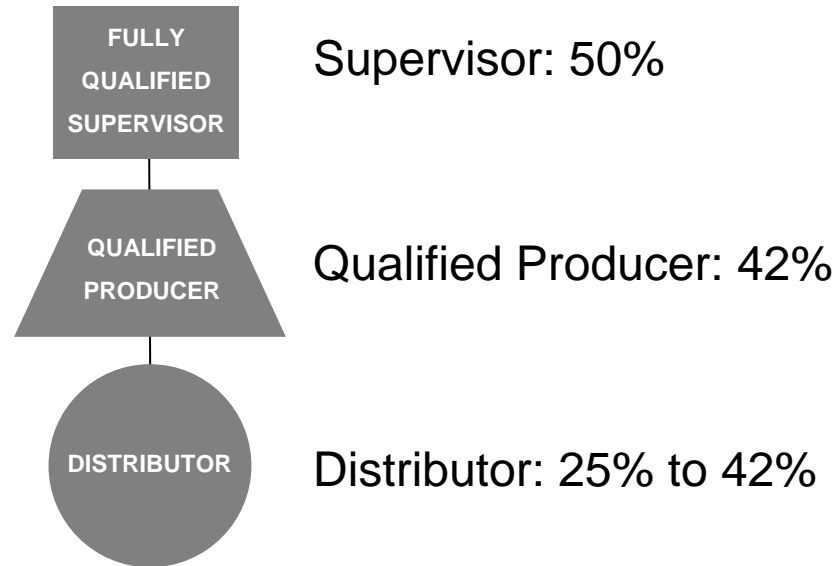 FULLY
QUALIFIED
SUPERVISOR
Supervisor: 50%
QUALIFIED
PRODUCER
Qualified Producer: 42%
DISTRIBUTOR
Distributor: 25% to 42%